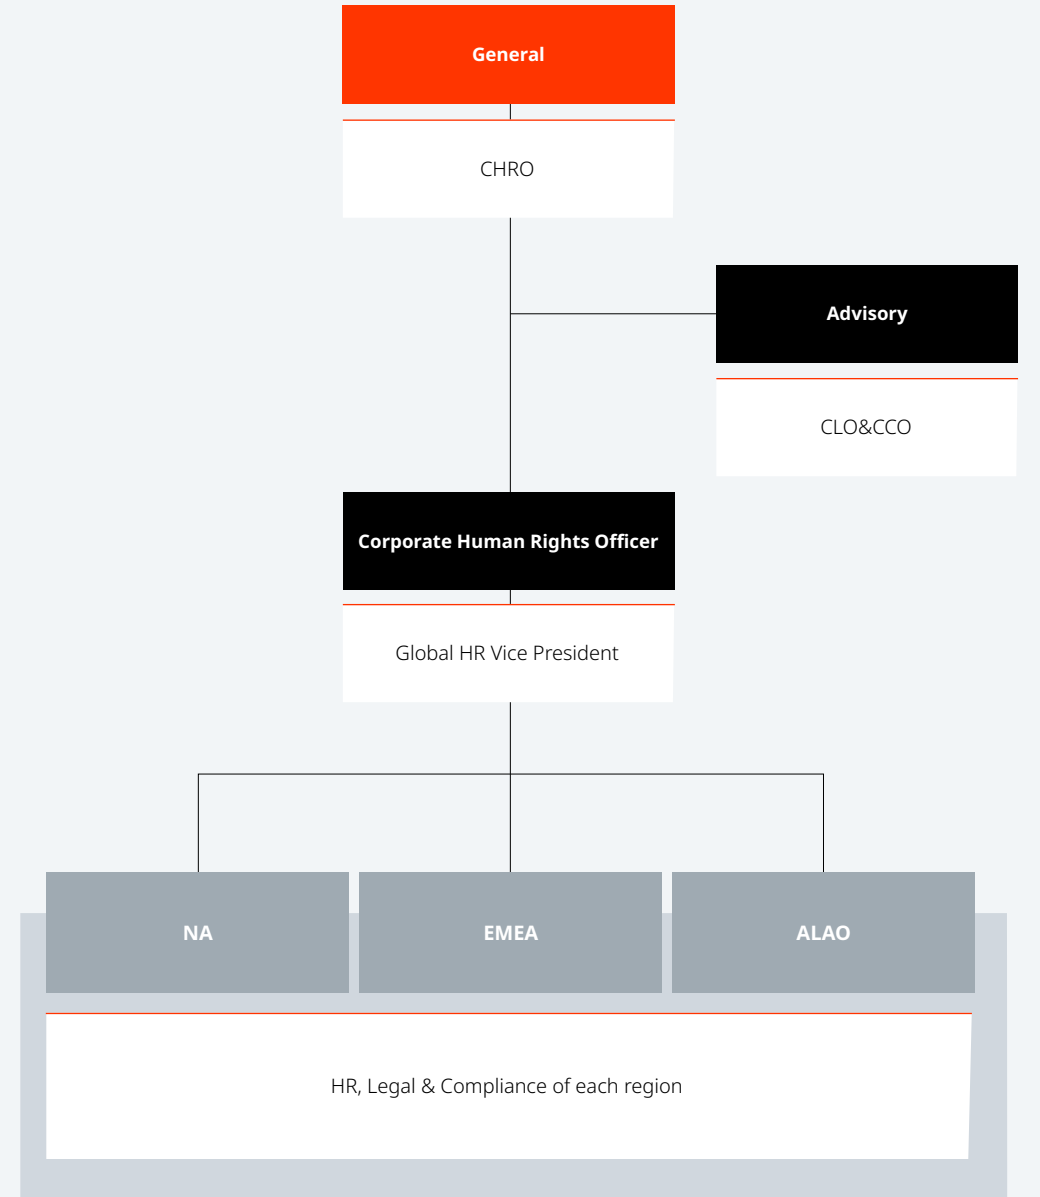 General
CHRO
Advisory
CLO&CCO
Corporate Human Rights Officer
Global HR Vice President
NA
EMEA
ALAO
HR, Legal & Compliance of each region